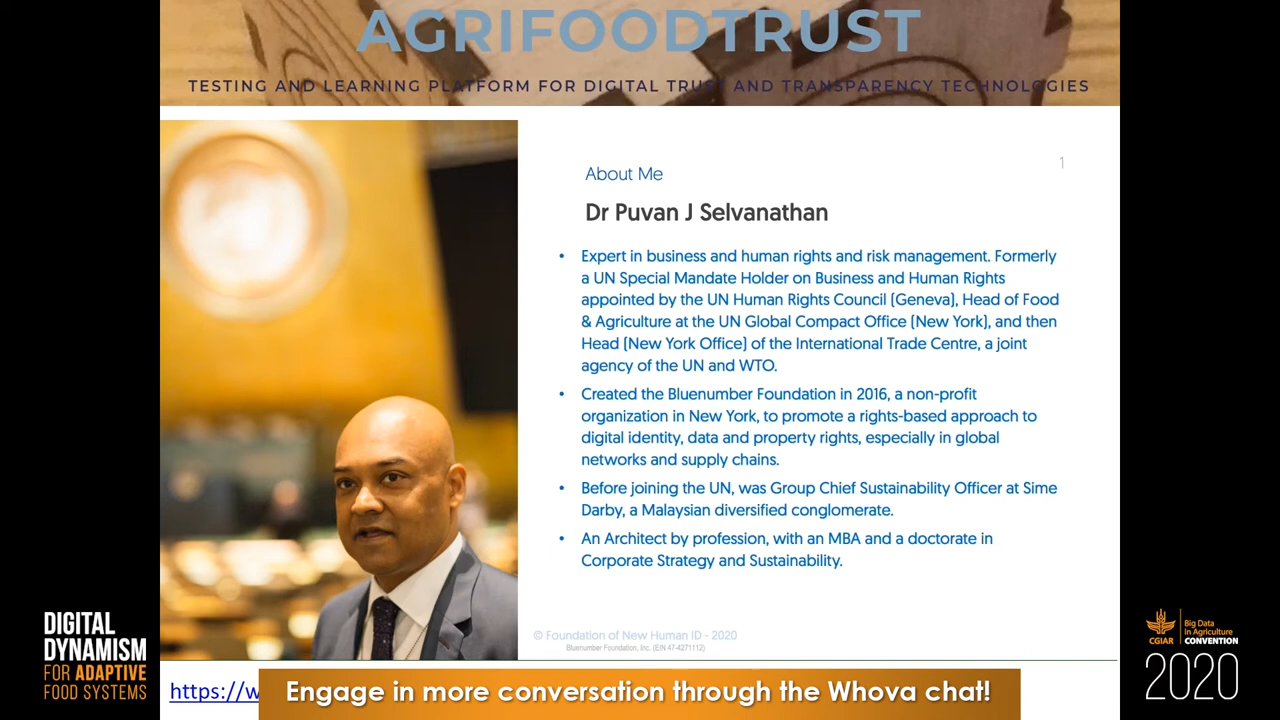 AGRIFOODTRUST
TESTING AND LEARNING PLATFORM FOR DIGITAL TRUST AND TRANSPARENCY TECHNOLOGIES
1
About Me
Dr Puvan J Selvanathan
• Expert in business and human rights and risk management. Formerly
a UN Special Mandate Holder on Business and Human Rights
appointed by the UN Human Rights Council (Geneva), Head of Food
& Agriculture at the UN Global Compact Office (New York), and then
Head (New York Office) of the International Trade Centre, a joint
agency of the UN and WTO.
• Created the Bluenumber Foundation in 2016, a non-profit
organization in New York, to promote a rights-based approach to
digital identity, data and property rights, especially in global
networks and supply chains.
• Before joining the UN, was Group Chief Sustainability Officer at Sime
Darby, a Malaysian diversified conglomerate.
• An Architect by profession, with an MBA and a doctorate in
Corporate Strategy and Sustainability.
© Foundation of New Human ID - 2020
Bluenumber Foundation, Inc. (EIN 47-4271112)
DIGITAL
DYNAMISM
FOR ADAPTIVE
FOOD SYSTEMS
https://w
Engage in more conversation through the Whova chat!
CGIAR
Big Data
in Agriculture
CONVENTION
2020